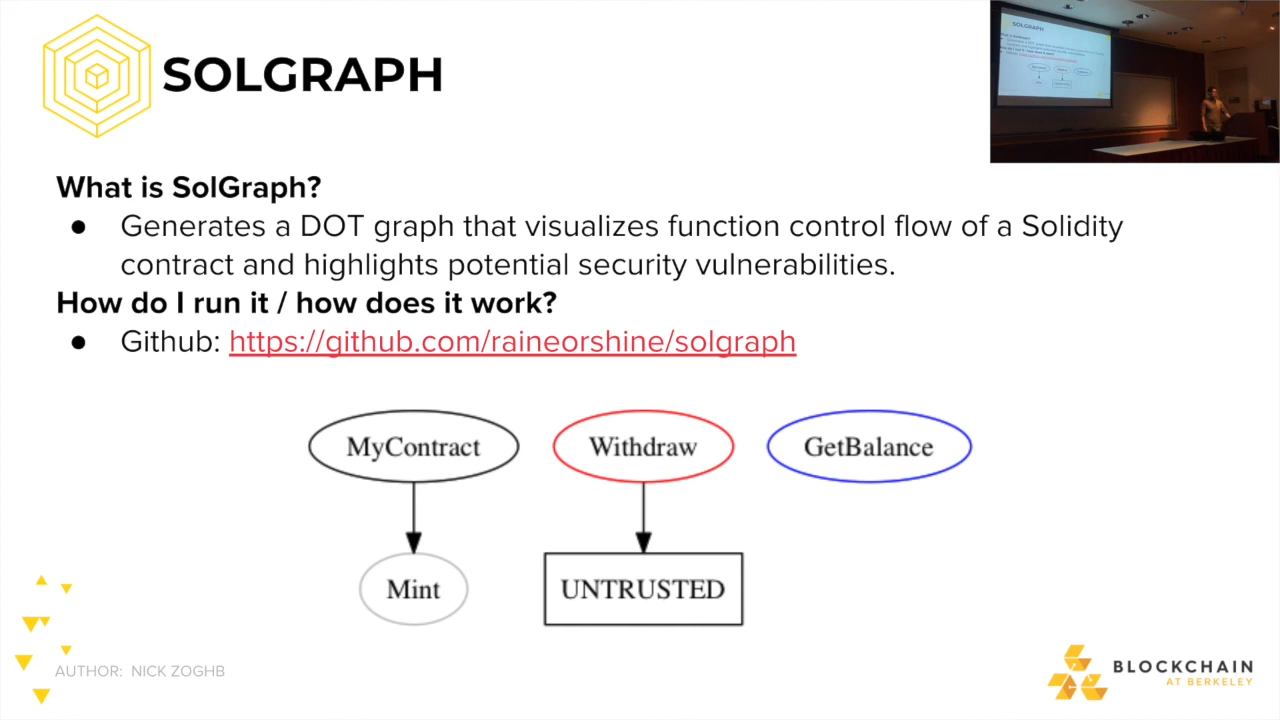 SOLGRAPH
What is SolGraph?
● Generates a DOT graph that visualizes function control flow of a Solidity
contract and highlights potential security vulnerabilities.
How do I run it / how does it work?
● Github: https://github.com/raineorshine/solgraph
MyContract
Withdraw
GetBalance
Mint
UNTRUSTED
AUTHOR: NICK ZOGHB
BLOCKCHAIN
AT BERKELEY
SOLGRAPH